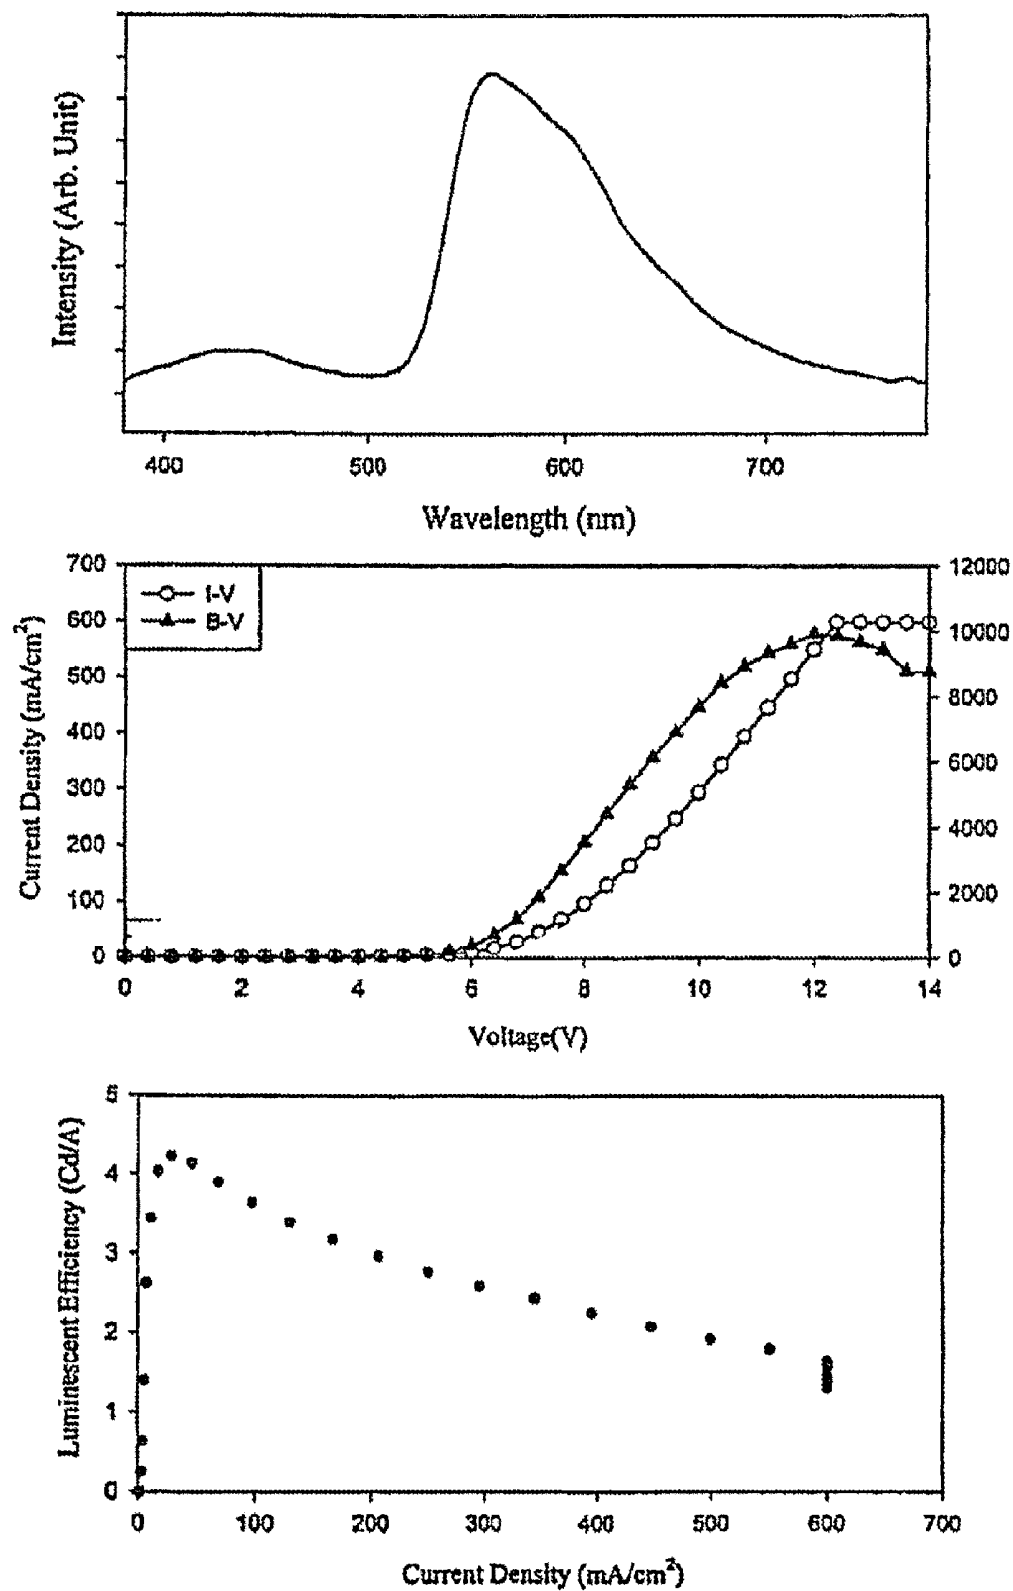 Intensity (Arb. Unit)
400 500 600 700
Wavelength (nm)
Current Density (mA/cm²)
700 12000
I-V
B-V
600 10000
500 8000
400
300 6000
200 4000
100 2000
0 0
0 2 4 6 8 10 12 14
Voltage(V)
Luminescent Efficiency (Cd/A)
5
4
3
2
1
0
0 100 200 300 400 500 600 700
Current Density (mA/cm²)